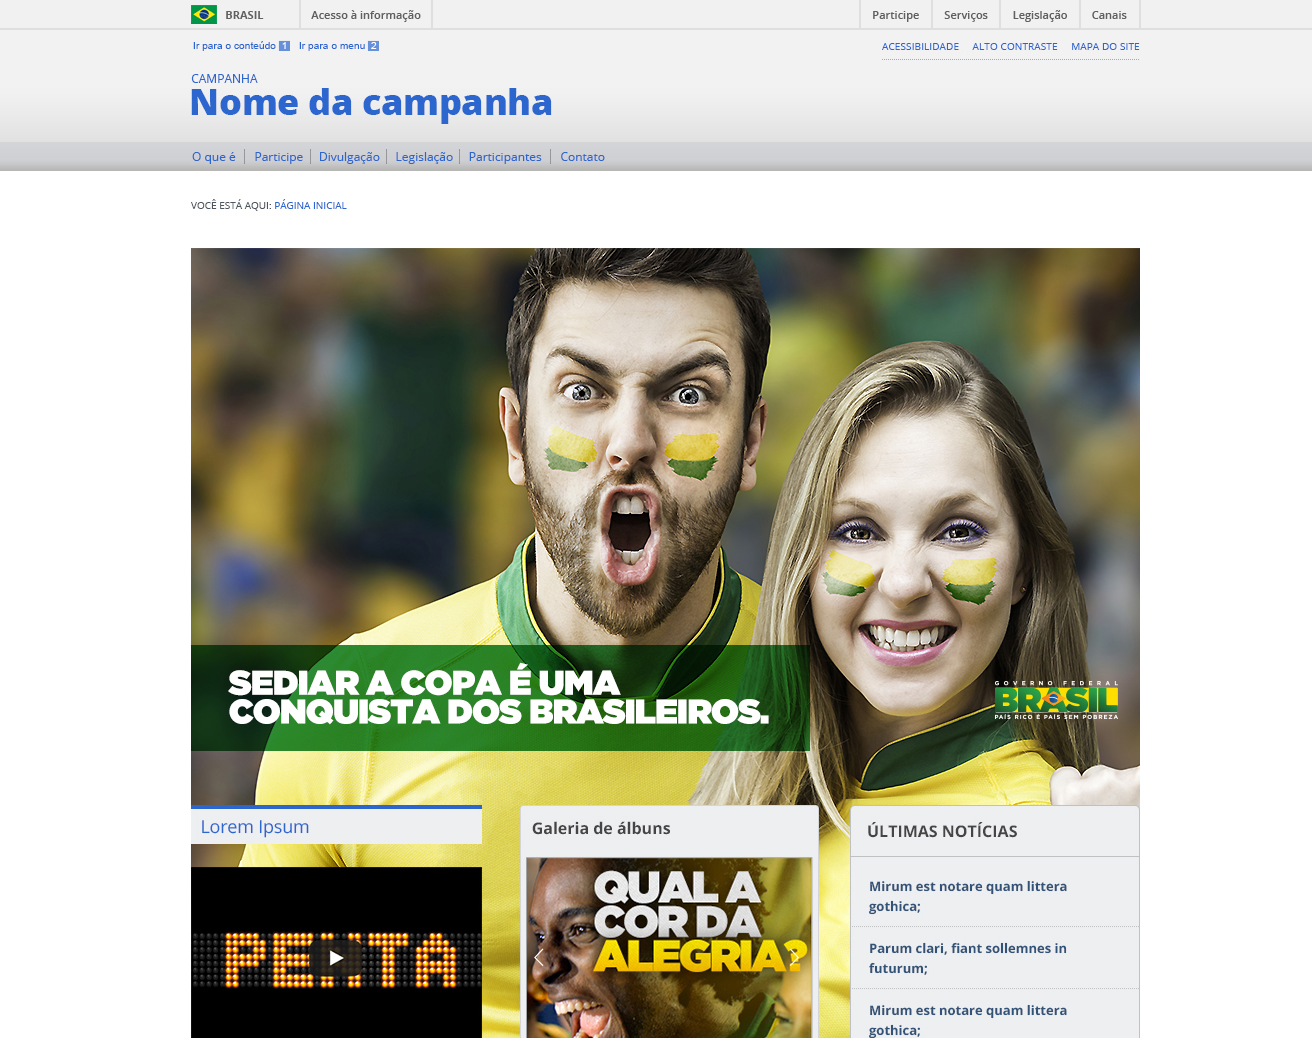 BRASIL
Acesso à informação
Participe
Serviços
Legislação
Canais
Ir para o conteúdo 1
Ir para o menu 2
ACESSIBILIDADE
ALTO CONTRASTE
MAPA DO SITE
CAMPANHA
Nome da campanha
O que é
Participe
Divulgação
Legislação
Participantes
Contato
VOCÊ ESTÁ AQUI: PÁGINA INICIAL
SEDIAR A COPA É UMA
CONQUISTA DOS BRASILEIROS.
GOVERNO FEDERAL
BRASIL
PAÍS RICO É PAÍS SEM POBREZA
Lorem Ipsum
PENTA
Galeria de álbuns
QUAL A
COR DA
ALEGRIA?
ÚLTIMAS NOTÍCIAS
Mirum est notare quam littera
gothica;
Parum clari, fiant sollemnes in
futurum;
Mirum est notare quam littera
gothica;